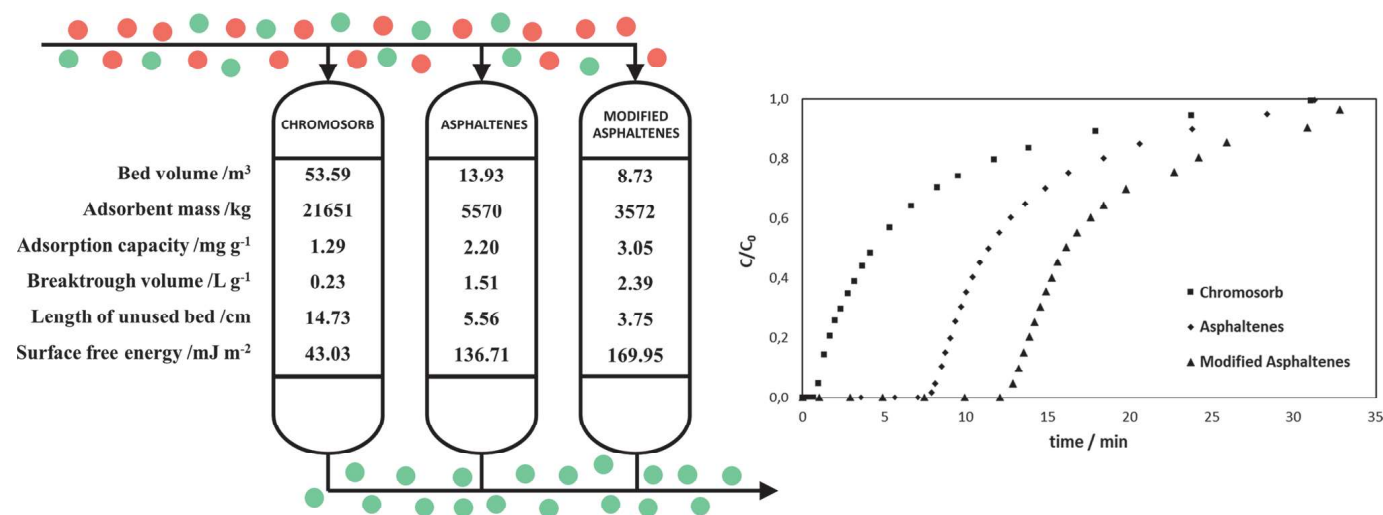 CHROMOSORB
ASPHALTENES
MODIFIED
ASPHALTENES
Bed volume /m³ 53.59 13.93 8.73
Adsorbent mass /kg 21651 5570 3572
Adsorption capacity /mg g⁻¹ 1.29 2.20 3.05
Breaktrough volume /L g⁻¹ 0.23 1.51 2.39
Length of unused bed /cm 14.73 5.56 3.75
Surface free energy /mJ m⁻² 43.03 136.71 169.95
C/C₀
1,0
0,8
0,6
0,4
0,2
0,0
0 5 10 15 20 25 30 35
time / min
Chromosorb
Asphaltenes
Modified Asphaltenes